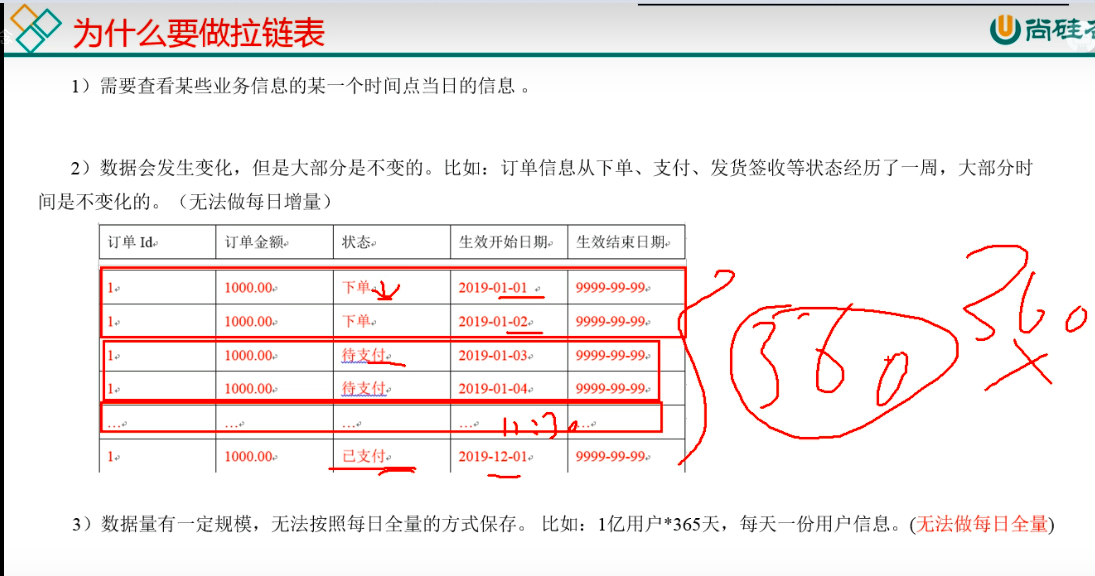 为什么要做拉链表
尚硅
1）需要查看某些业务信息的某一个时间点当日的信息 。
2）数据会发生变化，但是大部分是不变的。比如：订单信息从下单、支付、发货签收等状态经历了一周，大部分时
间是不变化的。（无法做每日增量）
订单 Id 订单金额 状态 生效开始日期 生效结束日期
1 1000.00 下单 2019-01-01 9999-99-99
1 1000.00 下单 2019-01-02 9999-99-99
1 1000.00 待支付 2019-01-03 9999-99-99
1 1000.00 待支付 2019-01-04 9999-99-99
... ... ... ... ...
1 1000.00 已支付 2019-12-01 9999-99-99
360
360
3）数据量有一定规模，无法按照每日全量的方式保存。 比如：1亿用户*365天，每天一份用户信息。(无法做每日全量)